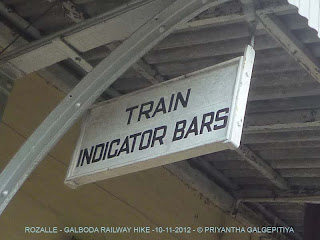 TRAIN
INDICATOR BARS
ROZALLE - GALBODA RAILWAY HIKE -10-11-2012 - © PRIYANTHA GALGEPITIYA